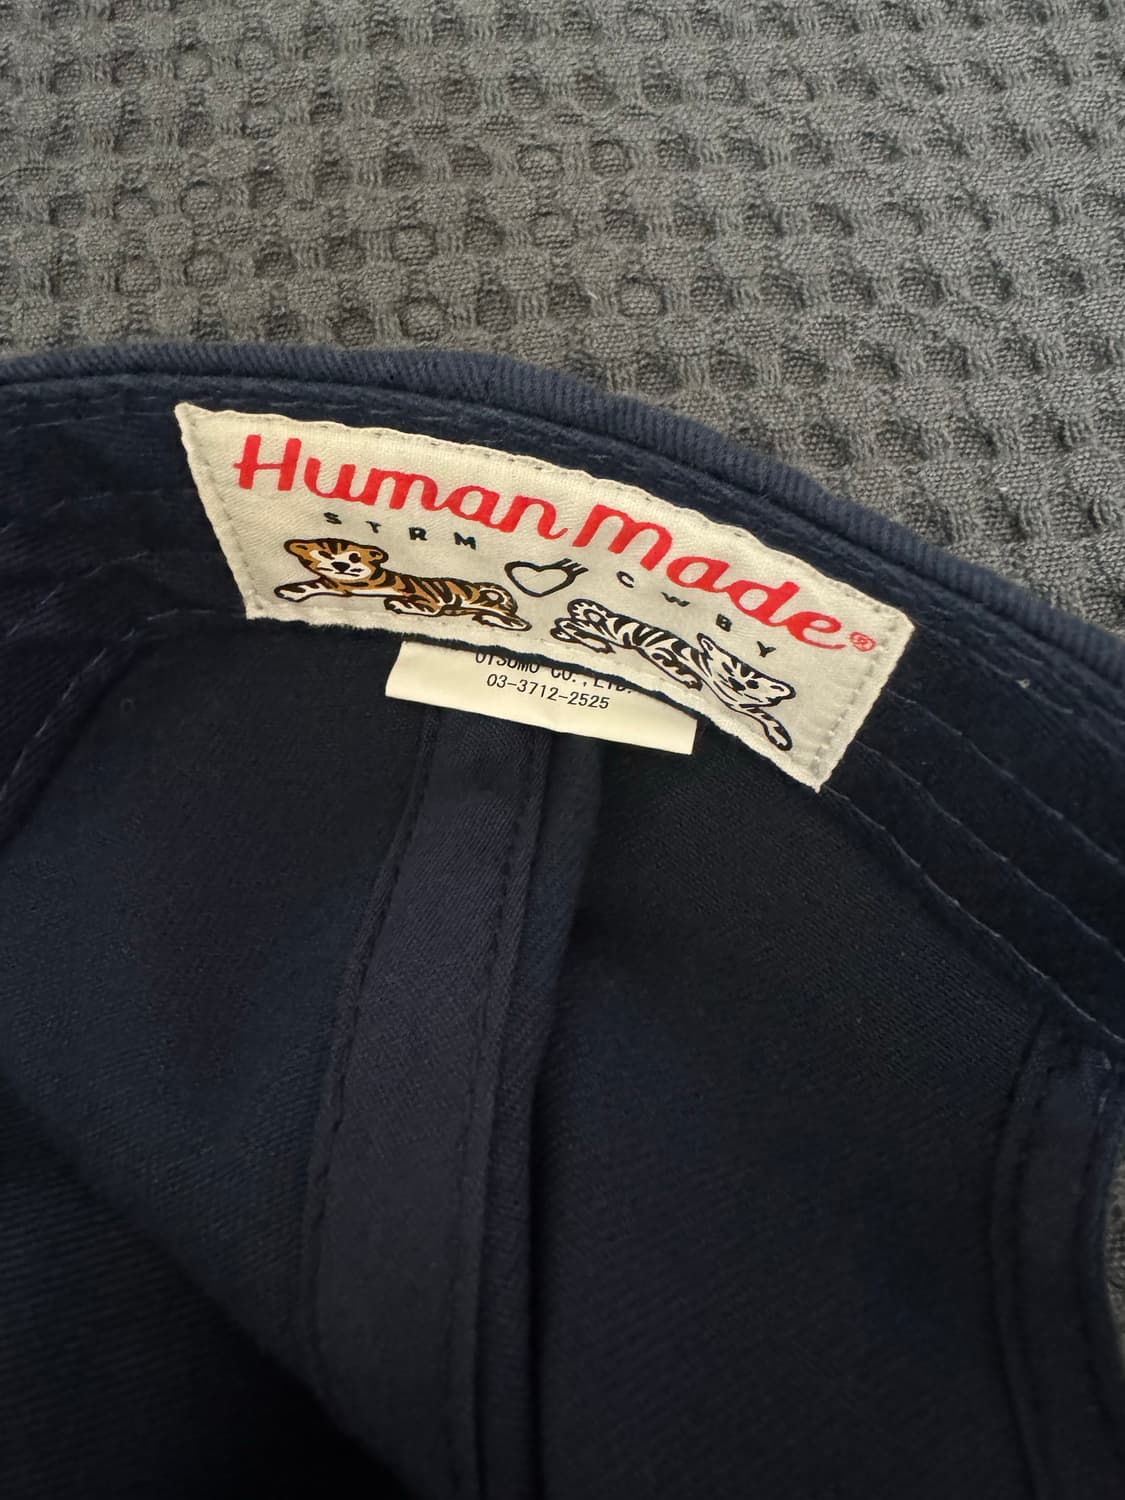 Human Made®
STRM CWBY
OTSUMO CO.,LTD.
03-3712-2525